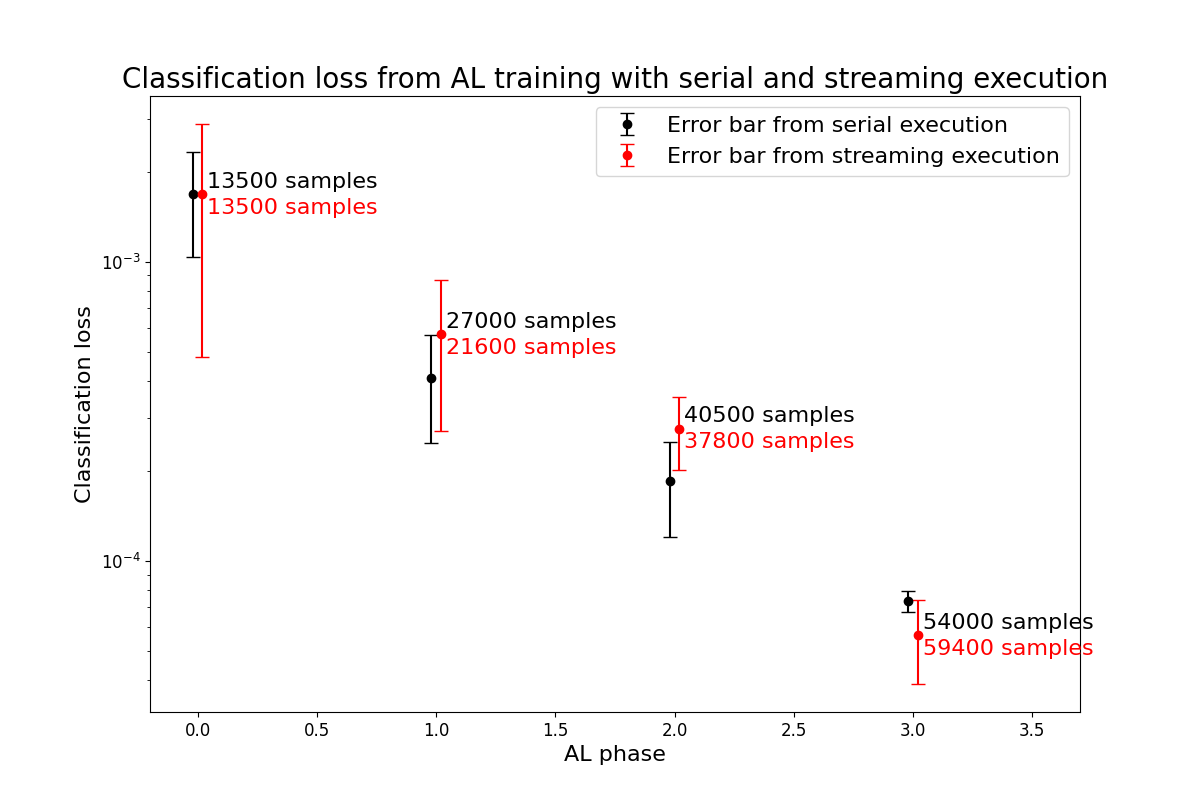 Classification loss from AL training with serial and streaming execution
Error bar from serial execution
Error bar from streaming execution
13500 samples
13500 samples
27000 samples
21600 samples
40500 samples
37800 samples
54000 samples
59400 samples
Classification loss
10⁻³
10⁻⁴
0.0 0.5 1.0 1.5 2.0 2.5 3.0 3.5
AL phase